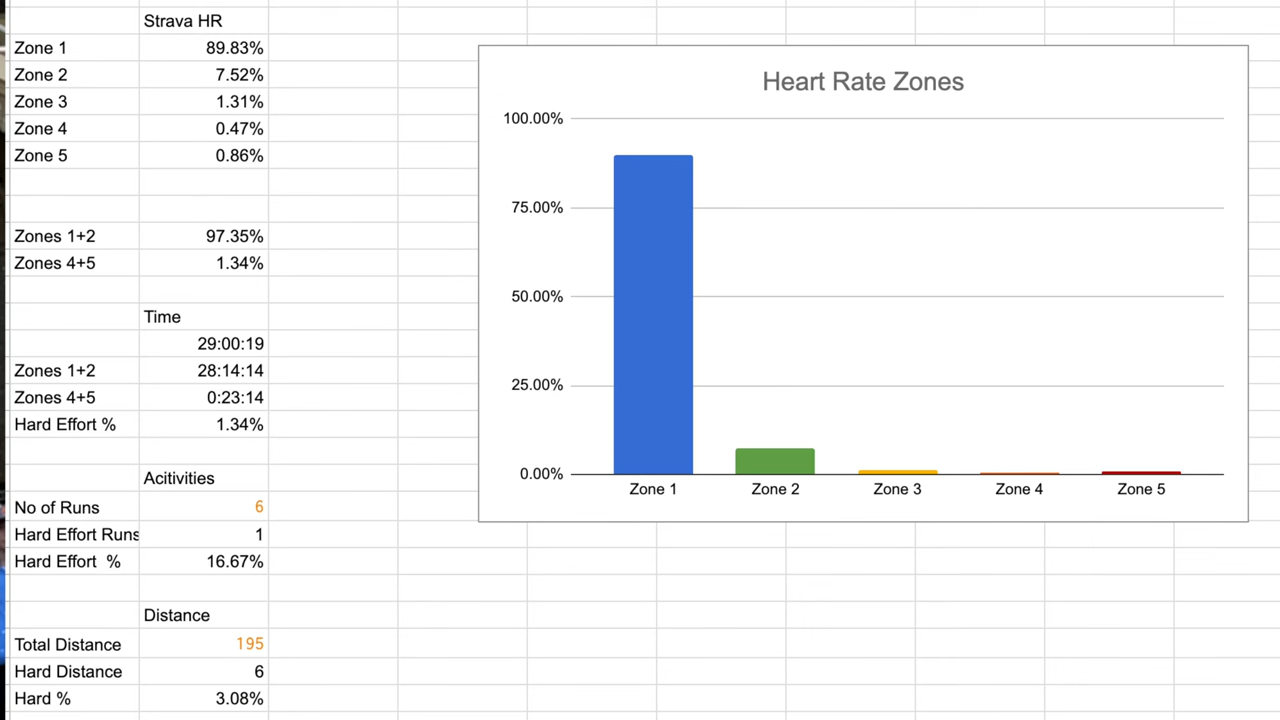 Strava HR
Zone 1 89.83%
Zone 2 7.52%
Zone 3 1.31%
Zone 4 0.47%
Zone 5 0.86%
Zones 1+2 97.35%
Zones 4+5 1.34%
Time
29:00:19
Zones 1+2 28:14:14
Zones 4+5 0:23:14
Hard Effort % 1.34%
Acitivities
No of Runs 6
Hard Effort Runs 1
Hard Effort % 16.67%
Distance
Total Distance 195
Hard Distance 6
Hard % 3.08%
Heart Rate Zones
100.00%
75.00%
50.00%
25.00%
0.00%
Zone 1 Zone 2 Zone 3 Zone 4 Zone 5